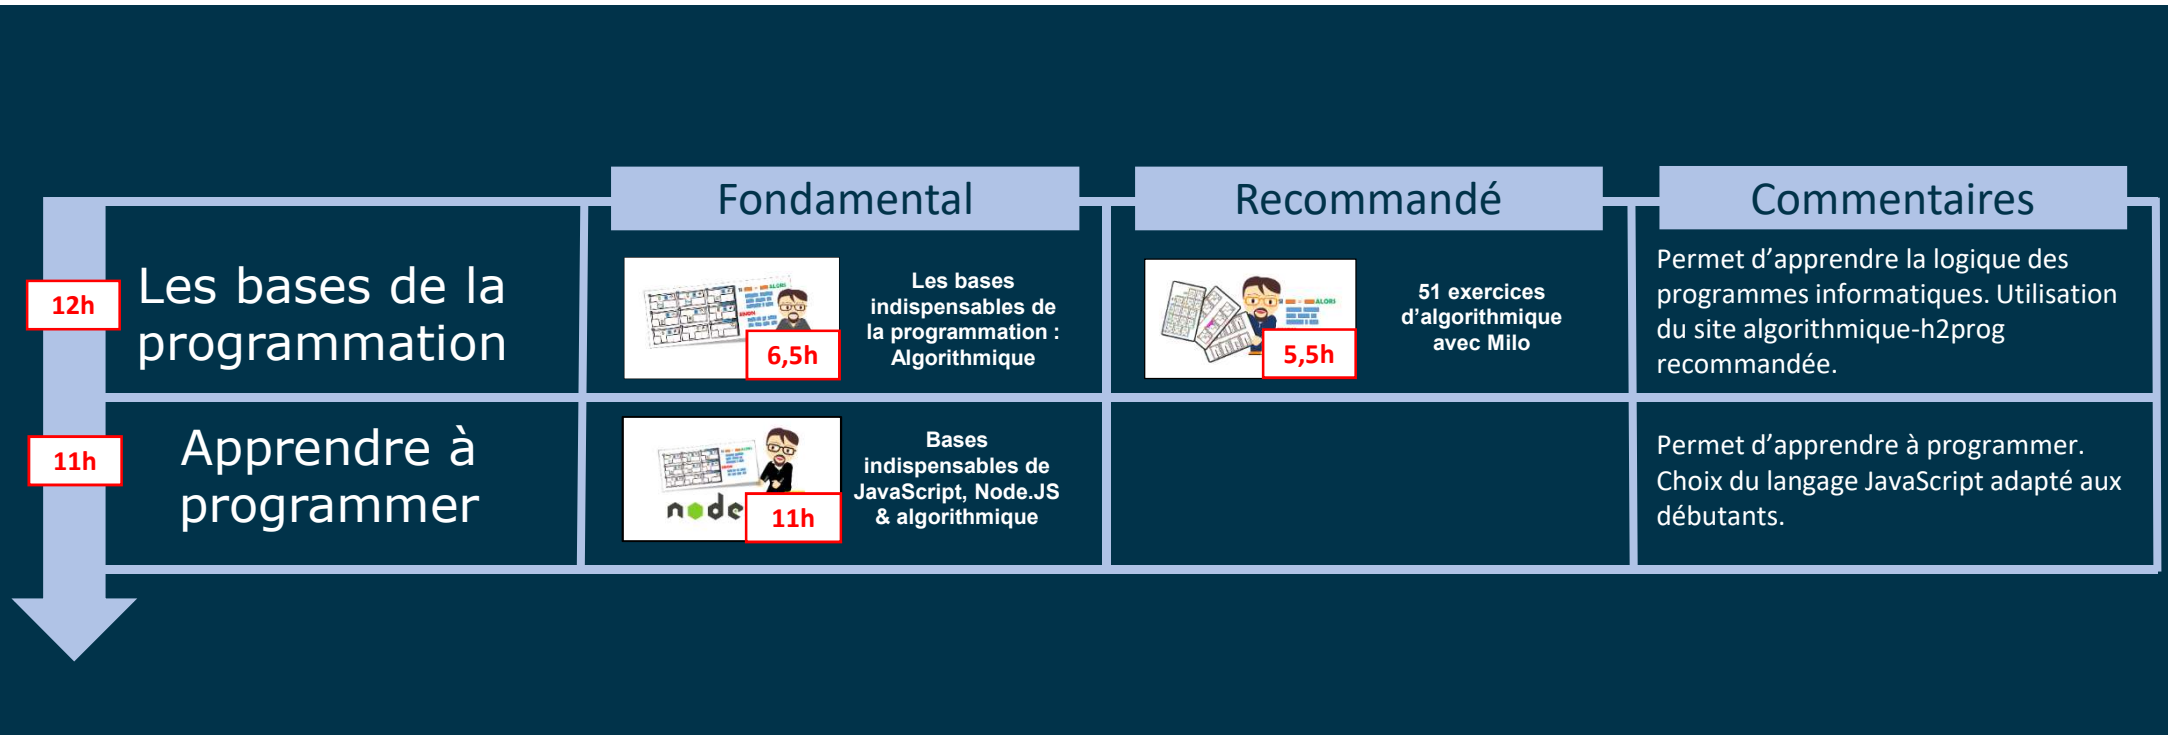 Fondamental
Recommandé
Commentaires
12h
Les bases de la
programmation
6,5h
Les bases
indispensables de
la programmation :
Algorithmique
5,5h
51 exercices
d’algorithmique
avec Milo
Permet d’apprendre la logique des
programmes informatiques. Utilisation
du site algorithmique-h2prog
recommandée.
11h
Apprendre à
programmer
node
11h
Bases
indispensables de
JavaScript, Node.JS
& algorithmique
Permet d’apprendre à programmer.
Choix du langage JavaScript adapté aux
débutants.